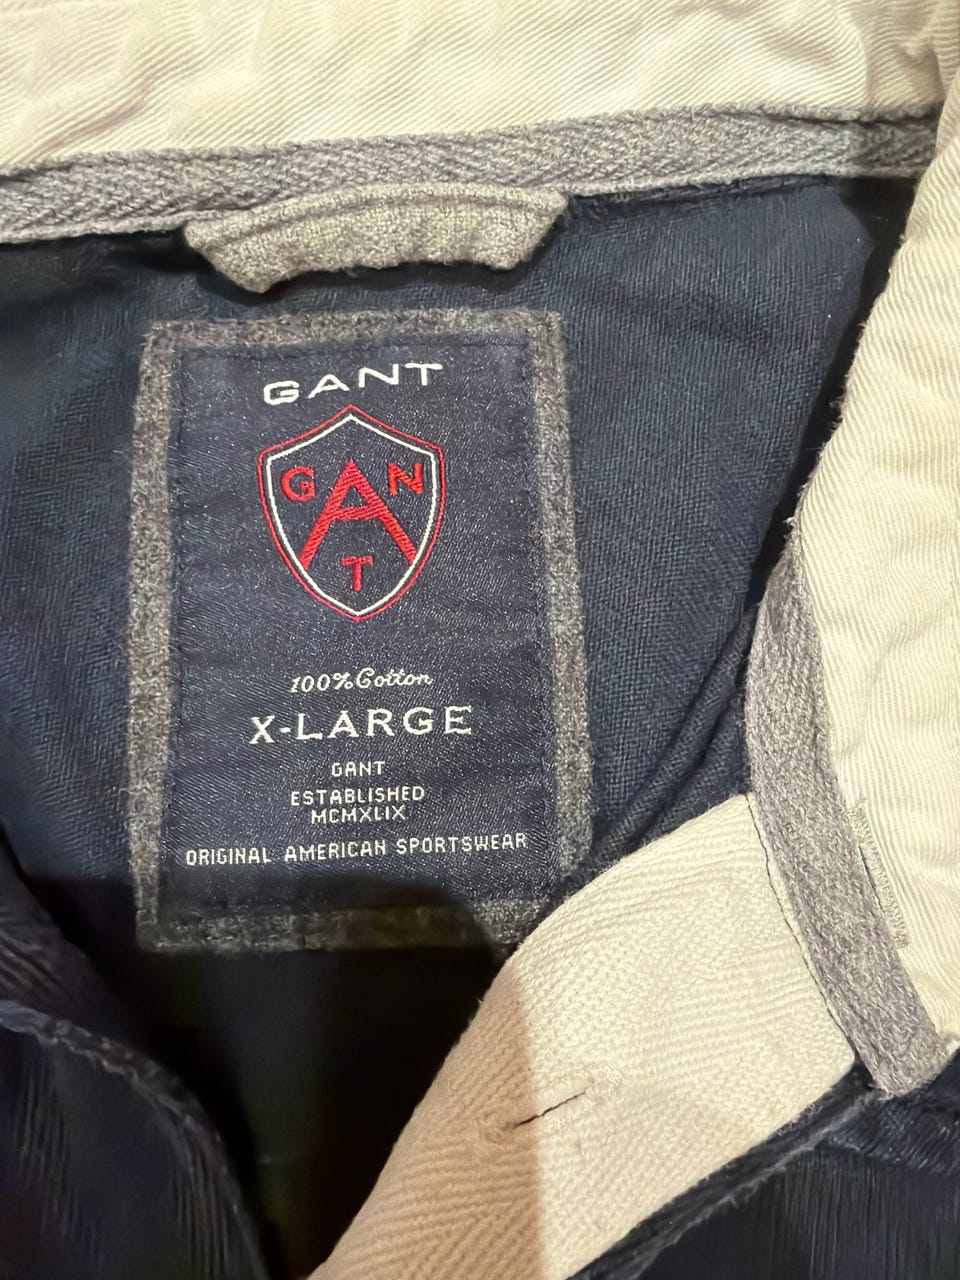 GANT
G A N
T
100% Cotton
X-LARGE
GANT
ESTABLISHED
MCMXLIX
ORIGINAL AMERICAN SPORTSWEAR